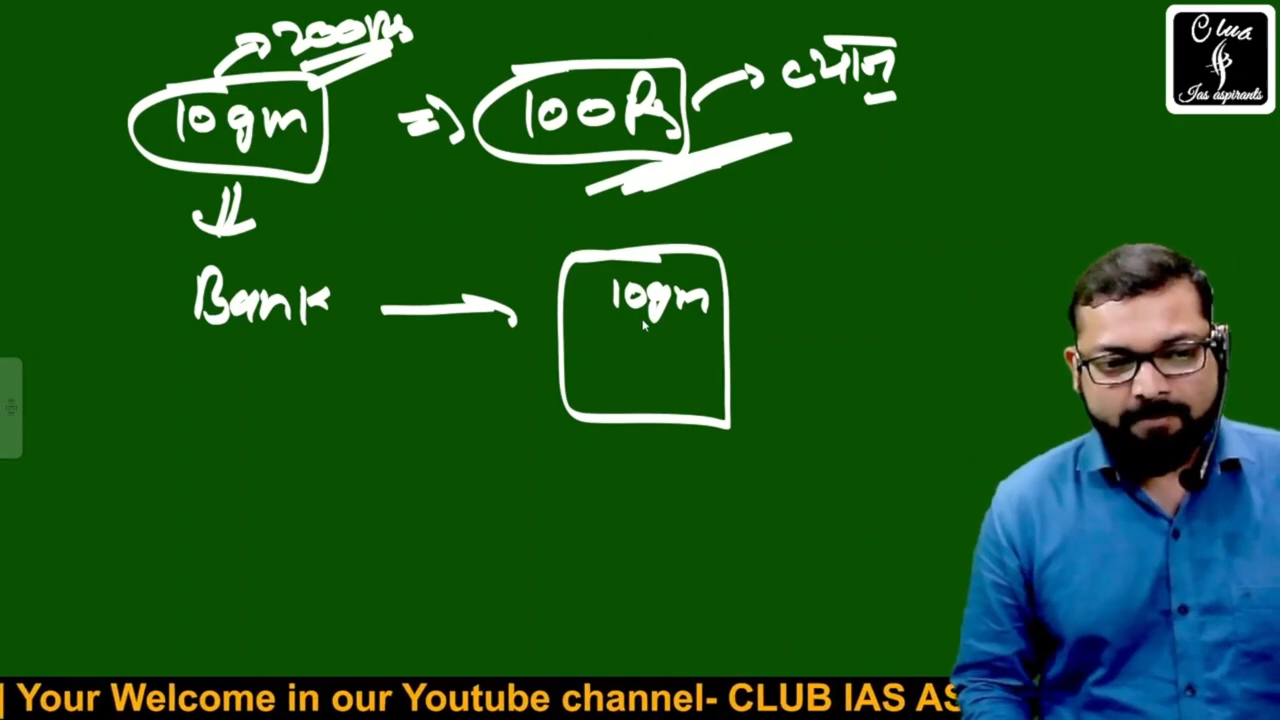 200Rs
10gm => 100Rs ब्याज
Bank 10gm
Club
Ias aspirants
| Your Welcome in our Youtube channel- CLUB IAS AS